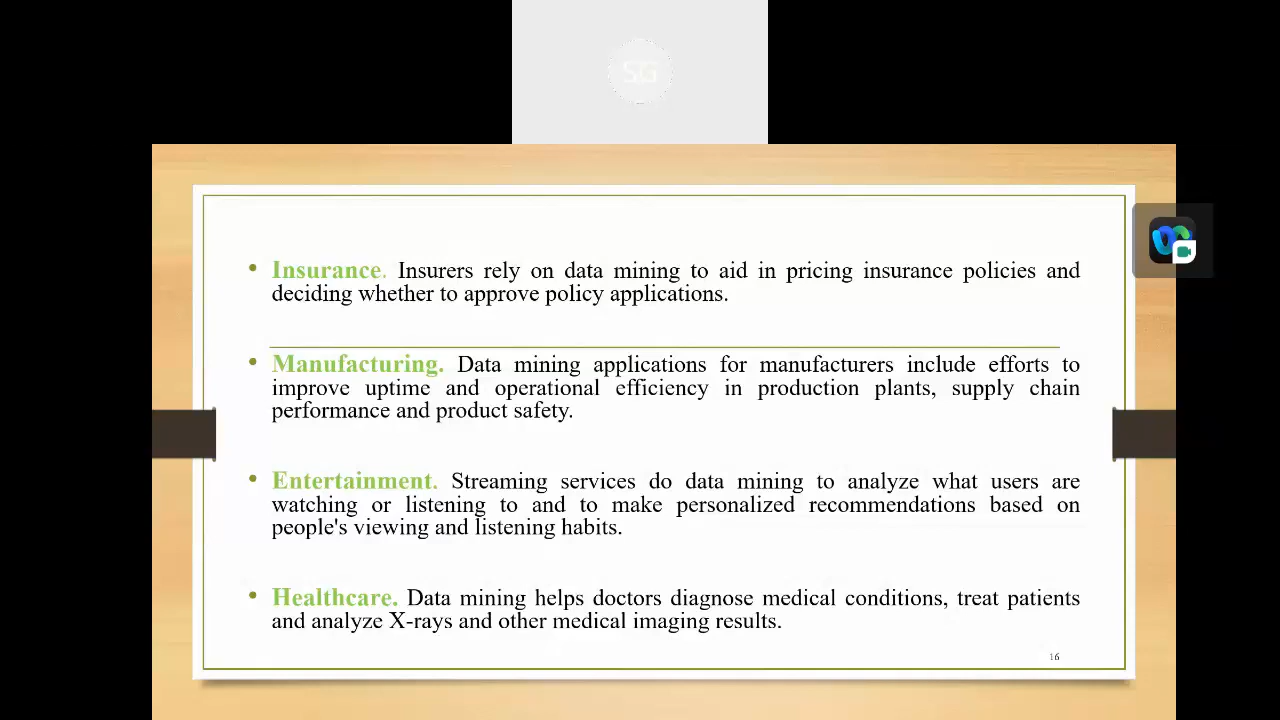 SG
• Insurance. Insurers rely on data mining to aid in pricing insurance policies and
deciding whether to approve policy applications.
• Manufacturing. Data mining applications for manufacturers include efforts to
improve uptime and operational efficiency in production plants, supply chain
performance and product safety.
• Entertainment. Streaming services do data mining to analyze what users are
watching or listening to and to make personalized recommendations based on
people's viewing and listening habits.
• Healthcare. Data mining helps doctors diagnose medical conditions, treat patients
and analyze X-rays and other medical imaging results.
16